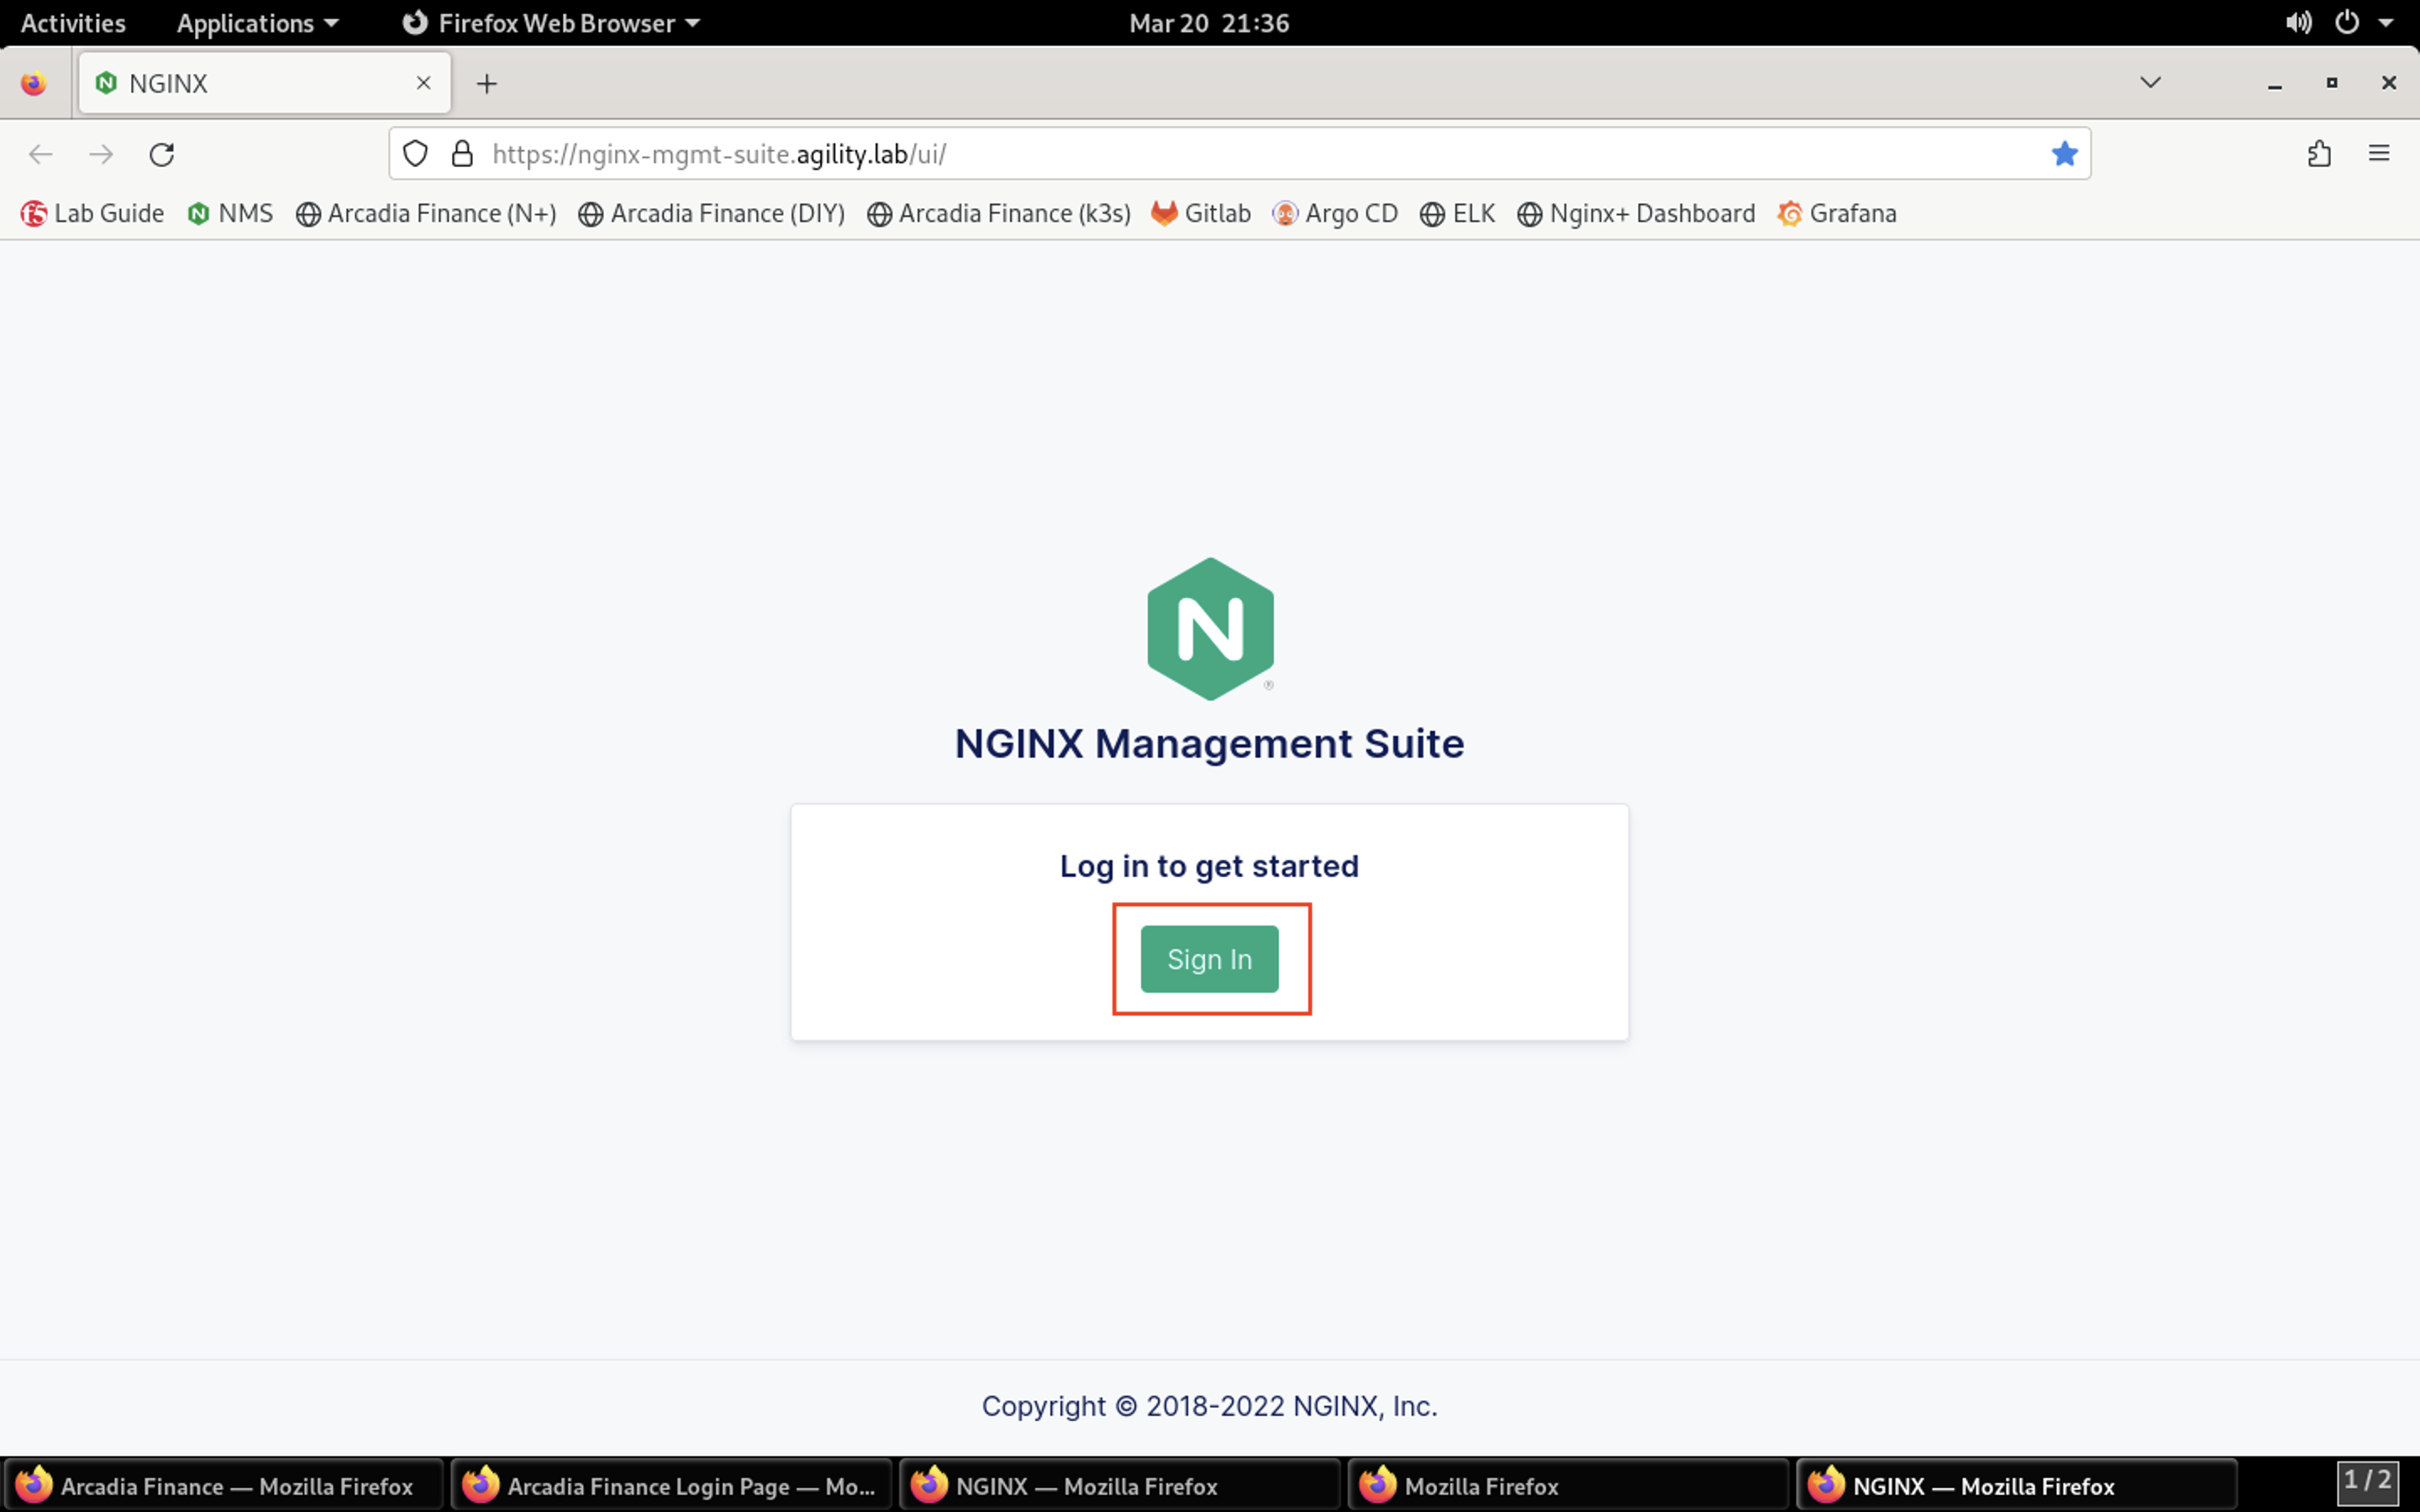 Activities Applications Firefox Web Browser Mar 20 21:36
NGINX
https://nginx-mgmt-suite.agility.lab/ui/
Lab Guide NMS Arcadia Finance (N+) Arcadia Finance (DIY) Arcadia Finance (k3s) Gitlab Argo CD ELK Nginx+ Dashboard Grafana
N
®
NGINX Management Suite
Log in to get started
Sign In
Copyright © 2018-2022 NGINX, Inc.
Arcadia Finance — Mozilla Firefox Arcadia Finance Login Page — Mo... NGINX — Mozilla Firefox Mozilla Firefox NGINX — Mozilla Firefox 1 / 2